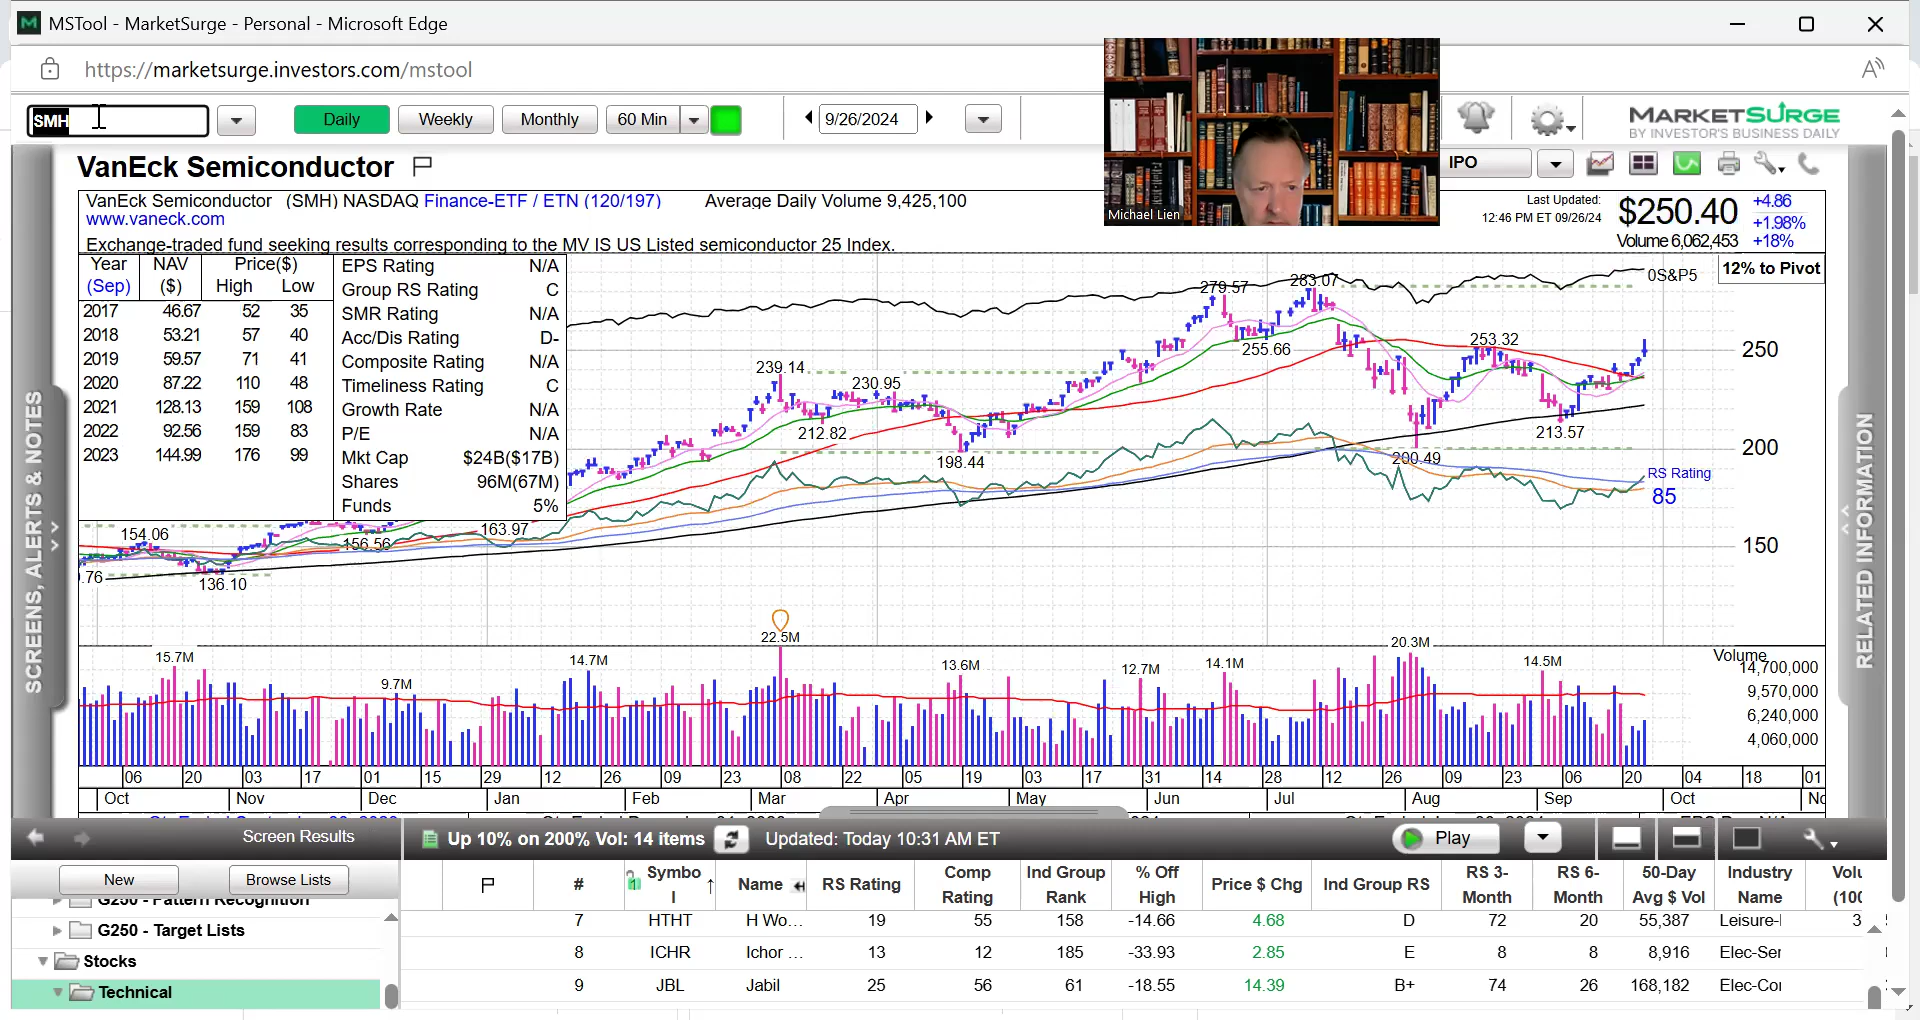 MSTool - MarketSurge - Personal - Microsoft Edge
https://marketsurge.investors.com/mstool
SMH
Daily
Weekly
Monthly
60 Min
9/26/2024
MARKETSURGE
BY INVESTOR'S BUSINESS DAILY
VanEck Semiconductor
IPO
Michael Lien
VanEck Semiconductor (SMH) NASDAQ Finance-ETF / ETN (120/197) Average Daily Volume 9,425,100
www.vaneck.com
Exchange-traded fund seeking results corresponding to the MV IS US Listed semiconductor 25 Index.
Last Updated:
12:46 PM ET 09/26/24
$250.40
+4.86
+1.98%
Volume 6,062,453 +18%
Year NAV Price($)
(Sep) ($) High Low
2017 46.67 52 35
2018 53.21 57 40
2019 59.57 71 41
2020 87.22 110 48
2021 128.13 159 108
2022 92.56 159 83
2023 144.99 176 99
EPS Rating N/A
Group RS Rating C
SMR Rating N/A
Acc/Dis Rating D-
Composite Rating N/A
Timeliness Rating C
Growth Rate N/A
P/E N/A
Mkt Cap $24B($17B)
Shares 96M(67M)
Funds 5%
12% to Pivot
0S&P5
279.57
283.07
255.66
253.32
239.14
230.95
212.82
198.44
200.49
213.57
154.06
136.10
156.56
163.97
.76
250
200
150
RS Rating
85
22.5M
15.7M
9.7M
14.7M
13.6M
12.7M
14.1M
20.3M
14.5M
Volume
14,700,000
9,570,000
6,240,000
4,060,000
06 20 03 17 01 15 29 12 26 09 23 08 22 05 19 03 17 31 14 28 12 26 09 23 06 20 04 18 01
Oct Nov Dec Jan Feb Mar Apr May Jun Jul Aug Sep Oct No
SCREENS, ALERTS & NOTES
RELATED INFORMATION
Screen Results
Up 10% on 200% Vol: 14 items
Updated: Today 10:31 AM ET
Play
New
Browse Lists
G250 - Pattern Recognition
G250 - Target Lists
Stocks
Technical
# Symbol Name RS Rating Comp Rating Ind Group Rank % Off High Price $ Chg Ind Group RS RS 3-Month RS 6-Month 50-Day Avg $ Vol Industry Name Volu (100
7 HTHT H Wo... 19 55 158 -14.66 4.68 D 72 20 55,387 Leisure-l 3
8 ICHR Ichor ... 13 12 185 -33.93 2.85 E 8 8 8,916 Elec-Ser
9 JBL Jabil 25 56 61 -18.55 14.39 B+ 74 26 168,182 Elec-Cor